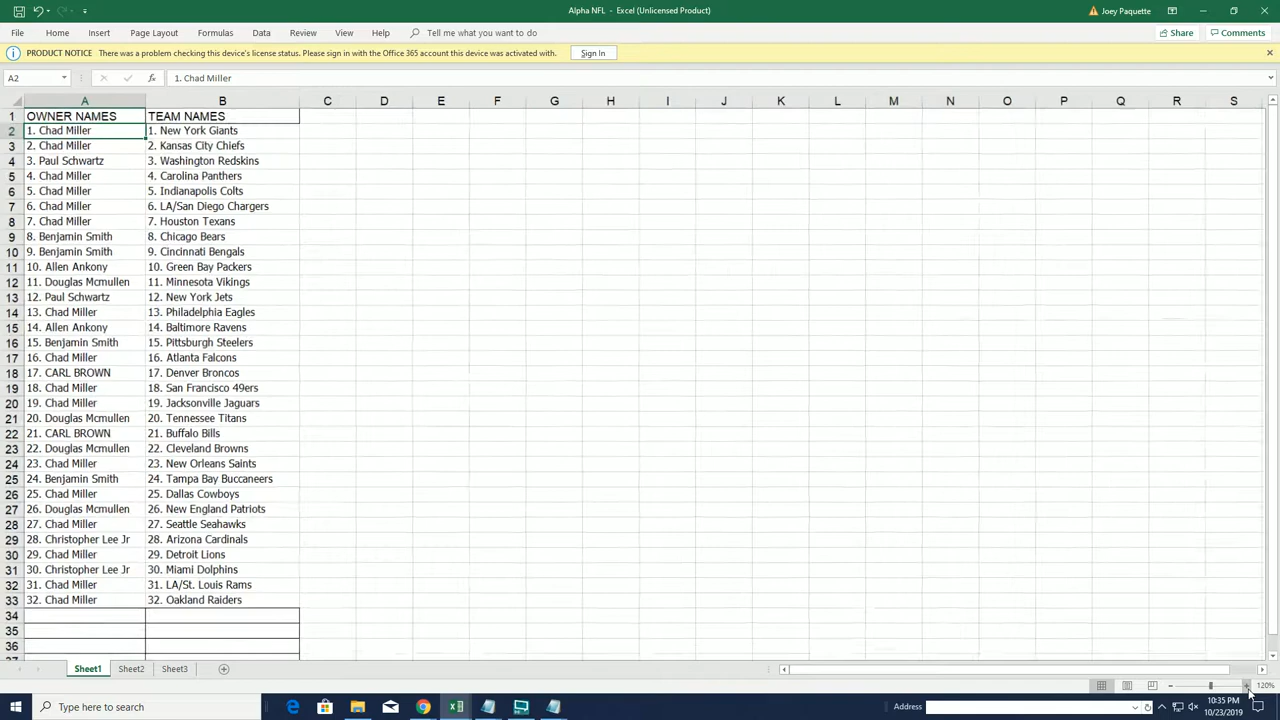 Alpha NFL - Excel (Unlicensed Product)
Joey Paquette
File Home Insert Page Layout Formulas Data Review View Help Tell me what you want to do Share Comments
PRODUCT NOTICE There was a problem checking this device's license status. Please sign in with the Office 365 account this device was activated with. Sign In
A2 fx 1. Chad Miller
A B C D E F G H I J K L M N O P Q R S
1 OWNER NAMES TEAM NAMES
2 1. Chad Miller 1. New York Giants
3 2. Chad Miller 2. Kansas City Chiefs
4 3. Paul Schwartz 3. Washington Redskins
5 4. Chad Miller 4. Carolina Panthers
6 5. Chad Miller 5. Indianapolis Colts
7 6. Chad Miller 6. LA/San Diego Chargers
8 7. Chad Miller 7. Houston Texans
9 8. Benjamin Smith 8. Chicago Bears
10 9. Benjamin Smith 9. Cincinnati Bengals
11 10. Allen Ankony 10. Green Bay Packers
12 11. Douglas Mcmullen 11. Minnesota Vikings
13 12. Paul Schwartz 12. New York Jets
14 13. Chad Miller 13. Philadelphia Eagles
15 14. Allen Ankony 14. Baltimore Ravens
16 15. Benjamin Smith 15. Pittsburgh Steelers
17 16. Chad Miller 16. Atlanta Falcons
18 17. CARL BROWN 17. Denver Broncos
19 18. Chad Miller 18. San Francisco 49ers
20 19. Chad Miller 19. Jacksonville Jaguars
21 20. Douglas Mcmullen 20. Tennessee Titans
22 21. CARL BROWN 21. Buffalo Bills
23 22. Douglas Mcmullen 22. Cleveland Browns
24 23. Chad Miller 23. New Orleans Saints
25 24. Benjamin Smith 24. Tampa Bay Buccaneers
26 25. Chad Miller 25. Dallas Cowboys
27 26. Douglas Mcmullen 26. New England Patriots
28 27. Chad Miller 27. Seattle Seahawks
29 28. Christopher Lee Jr 28. Arizona Cardinals
30 29. Chad Miller 29. Detroit Lions
31 30. Christopher Lee Jr 30. Miami Dolphins
32 31. Chad Miller 31. LA/St. Louis Rams
33 32. Chad Miller 32. Oakland Raiders
34
35
36
37
Sheet1 Sheet2 Sheet3
120%
Type here to search
Address
10:35 PM
10/23/2019